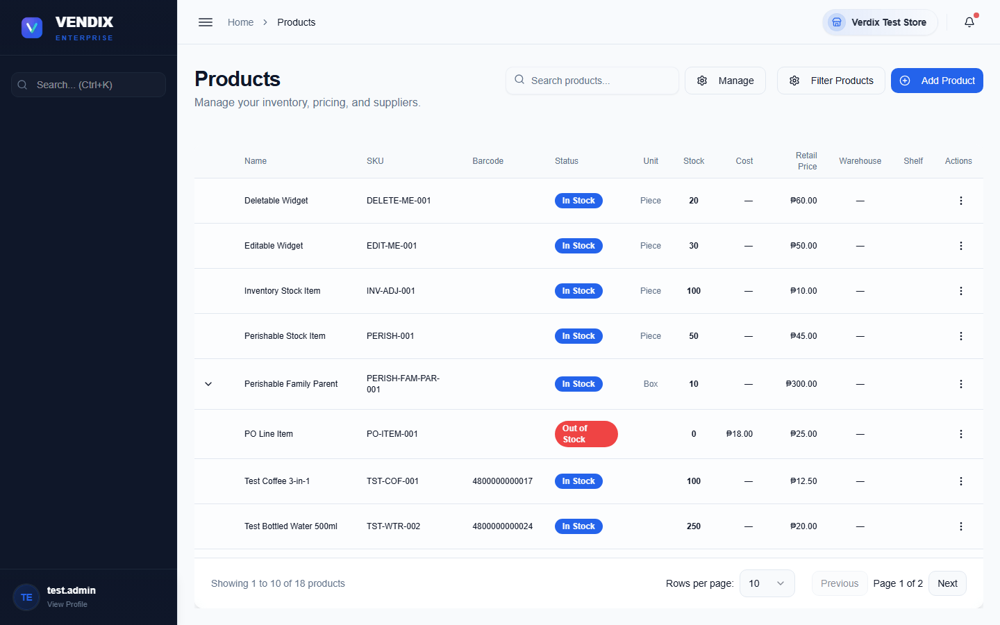 VENDIX
ENTERPRISE
Search... (Ctrl+K)
test.admin
TE
View Profile
Home > Products
Verdix Test Store
Products
Manage your inventory, pricing, and suppliers.
Search products...
Manage
Filter Products
Add Product
Name SKU Barcode Status Unit Stock Cost Retail Price Warehouse Shelf Actions
Deletable Widget DELETE-ME-001 In Stock Piece 20 — ₱60.00 —
Editable Widget EDIT-ME-001 In Stock Piece 30 — ₱50.00 —
Inventory Stock Item INV-ADJ-001 In Stock Piece 100 — ₱10.00 —
Perishable Stock Item PERISH-001 In Stock Piece 50 — ₱45.00 —
Perishable Family Parent PERISH-FAM-PAR-001 In Stock Box 10 — ₱300.00 —
PO Line Item PO-ITEM-001 Out of Stock 0 ₱18.00 ₱25.00 —
Test Coffee 3-in-1 TST-COF-001 4800000000017 In Stock 100 — ₱12.50 —
Test Bottled Water 500ml TST-WTR-002 4800000000024 In Stock 250 — ₱20.00 —
Showing 1 to 10 of 18 products
Rows per page: 10
Previous Page 1 of 2 Next